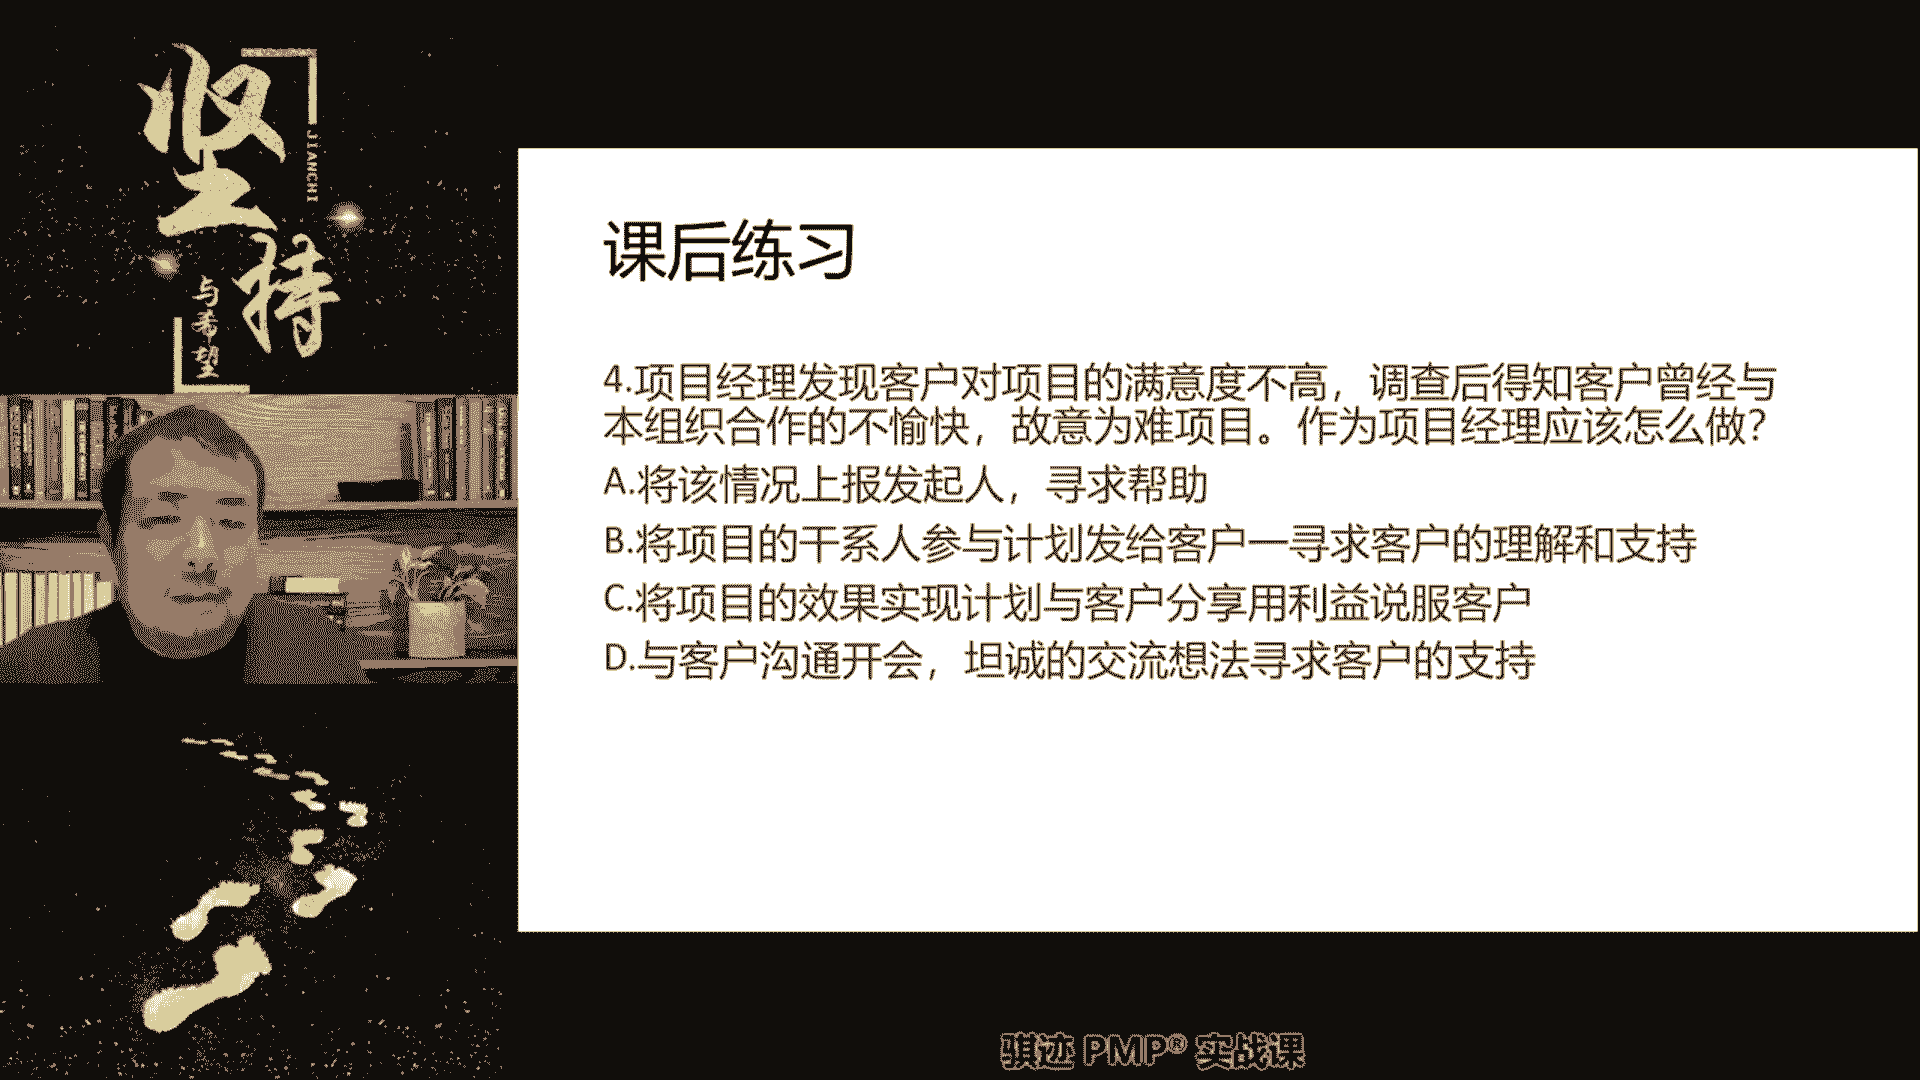 坚持
JIANCHI
与希望
课后练习
4.项目经理发现客户对项目的满意度不高，调查后得知客户曾经与
本组织合作的不愉快，故意为难项目。作为项目经理应该怎么做？
A.将该情况上报发起人，寻求帮助
B.将项目的干系人参与计划发给客户一寻求客户的理解和支持
C.将项目的效果实现计划与客户分享用利益说服客户
D.与客户沟通开会，坦诚的交流想法寻求客户的支持
骐迹 PMP® 实战课